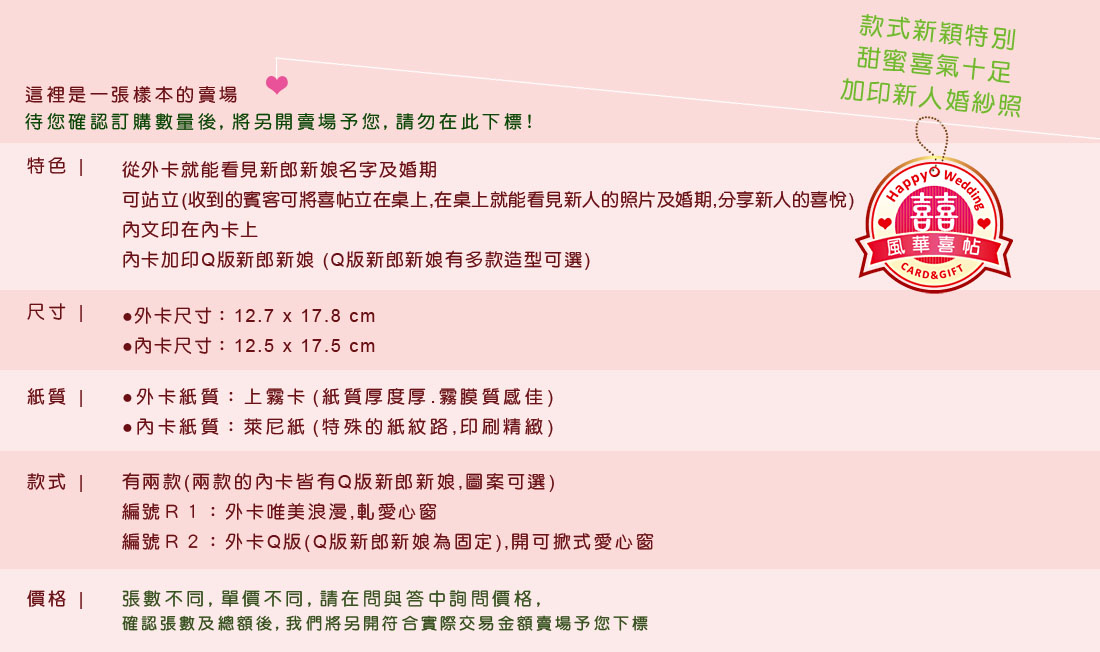 款式新穎特別
甜蜜喜氣十足
加印新人婚紗照
這裡是一張樣本的賣場
待您確認訂購數量後, 將另開賣場予您, 請勿在此下標!
特色 |
從外卡就能看見新郎新娘名字及婚期
可站立(收到的賓客可將喜帖立在桌上,在桌上就能看見新人的照片及婚期,分享新人的喜悅)
內文印在內卡上
內卡加印Q版新郎新娘 (Q版新郎新娘有多款造型可選)
Happy Wedding
囍
風華喜帖
CARD&GIFT
尺寸 |
●外卡尺寸：12.7 x 17.8 cm
●內卡尺寸：12.5 x 17.5 cm
紙質 |
●外卡紙質：上霧卡 (紙質厚度厚.霧膜質感佳)
●內卡紙質：萊尼紙 (特殊的紙紋路,印刷精緻)
款式 |
有兩款(兩款的內卡皆有Q版新郎新娘,圖案可選)
編號Ｒ１：外卡唯美浪漫,軋愛心窗
編號Ｒ２：外卡Q版(Q版新郎新娘為固定),開可掀式愛心窗
價格 |
張數不同, 單價不同, 請在問與答中詢問價格,
確認張數及總額後, 我們將另開符合實際交易金額賣場予您下標